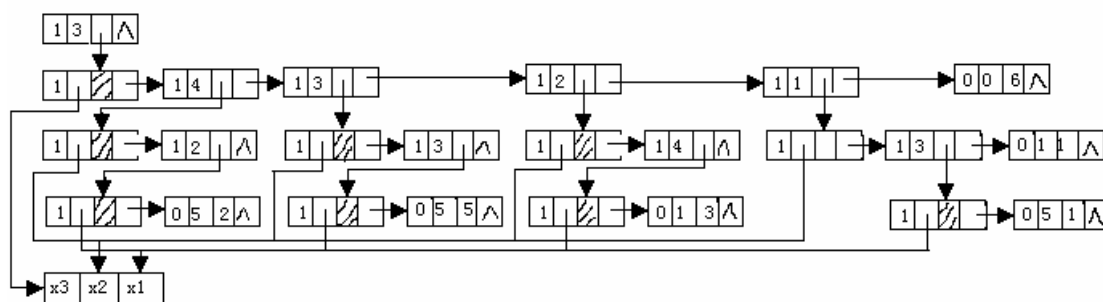 1 3 ∧
1 1 4 1 3 1 2 1 1 0 0 6 ∧
1 1 2 ∧ 1 1 3 ∧ 1 1 4 ∧ 1 1 3 0 1 1 ∧
1 0 5 2 ∧ 1 0 5 5 ∧ 1 0 1 3 ∧ 1 0 5 1 ∧
x3 x2 x1